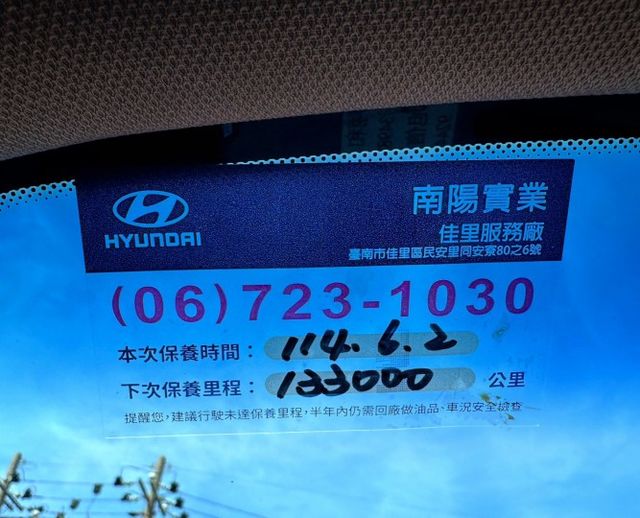 HYUNDAI
南陽實業
佳里服務廠
臺南市佳里區民安里同安寮80之6號
(06)723-1030
本次保養時間： 114.6.2
下次保養里程： 133000 公里
提醒您，建議行駛未達保養里程，半年內仍需回廠做油品、車況安全檢查